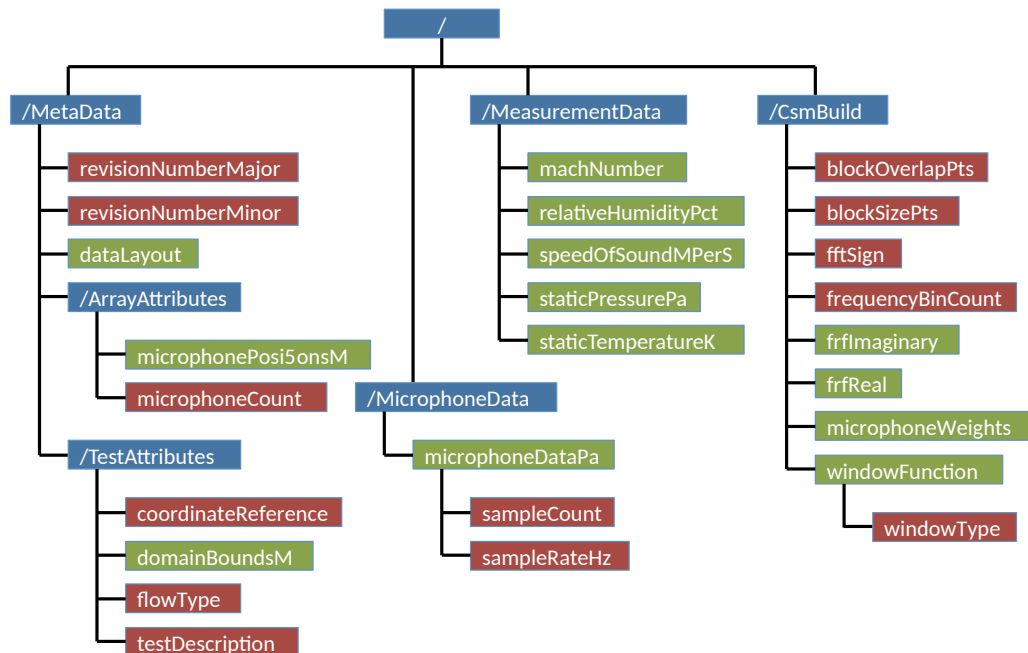 /
/MetaData
revisionNumberMajor
revisionNumberMinor
dataLayout
/ArrayAttributes
microphonePosi5onsM
microphoneCount
/TestAttributes
coordinateReference
domainBoundsM
flowType
testDescription
/MicrophoneData
microphoneDataPa
sampleCount
sampleRateHz
/MeasurementData
machNumber
relativeHumidityPct
speedOfSoundMPerS
staticPressurePa
staticTemperatureK
/CsmBuild
blockOverlapPts
blockSizePts
fftSign
frequencyBinCount
frfImaginary
frfReal
microphoneWeights
windowFunction
windowType